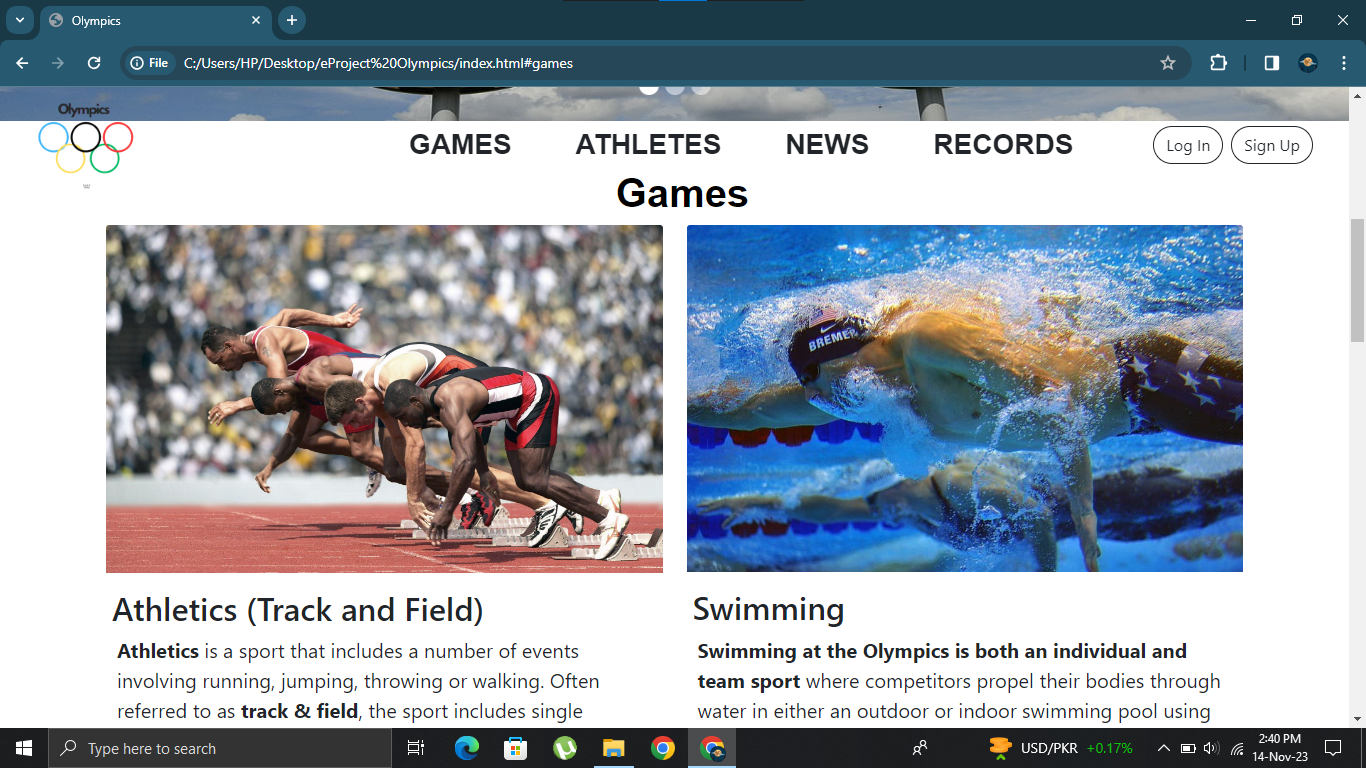 Olympics
File
C:/Users/HP/Desktop/eProject%20Olympics/index.html#games
Olympics
GAMES
ATHLETES
NEWS
RECORDS
Log In
Sign Up
Games
BREMER
Athletics (Track and Field)
Athletics is a sport that includes a number of events
involving running, jumping, throwing or walking. Often
referred to as track & field, the sport includes single
Swimming
Swimming at the Olympics is both an individual and
team sport where competitors propel their bodies through
water in either an outdoor or indoor swimming pool using
Type here to search
USD/PKR +0.17%
2:40 PM
14-Nov-23